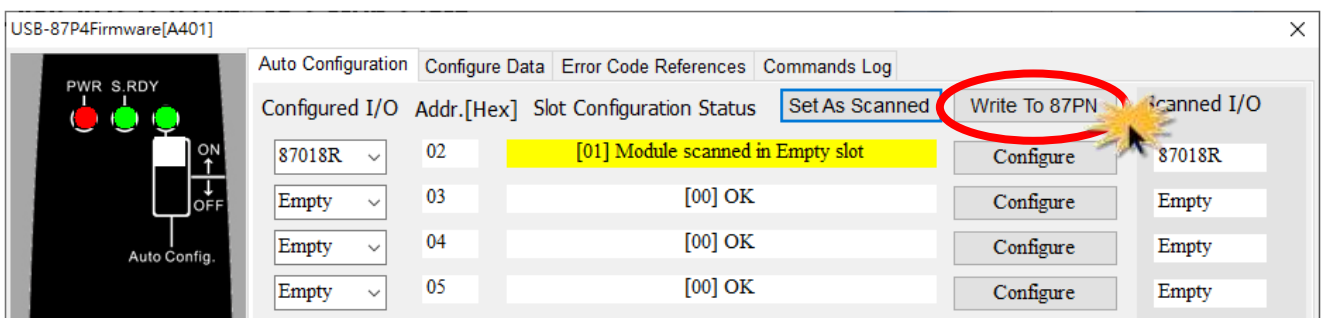 USB-87P4Firmware[A401]
Auto Configuration Configure Data Error Code References Commands Log
PWR S.RDY
Configured I/O Addr.[Hex] Slot Configuration Status Set As Scanned Write To 87PN Scanned I/O
ON
OFF
Auto Config.
87018R 02 [01] Module scanned in Empty slot Configure 87018R
Empty 03 [00] OK Configure Empty
Empty 04 [00] OK Configure Empty
Empty 05 [00] OK Configure Empty